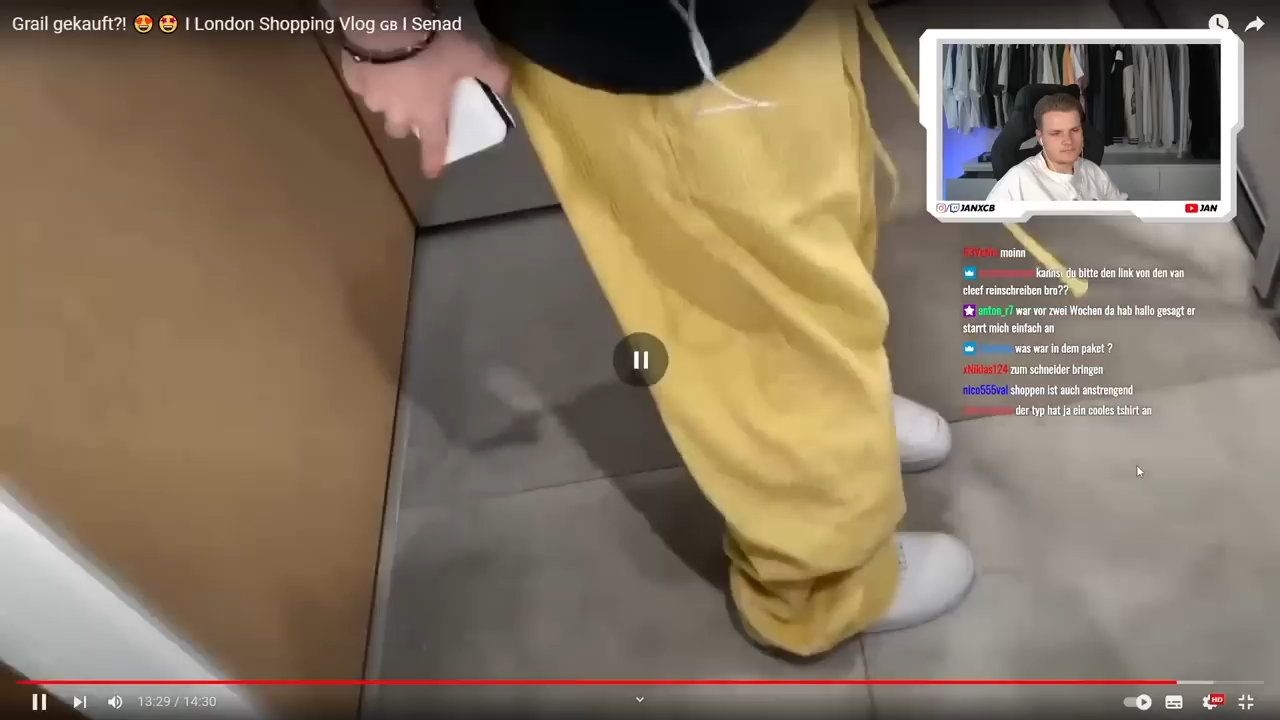 Grail gekauft?! 😍🤩 I London Shopping Vlog GB I Senad
JANXCB
JAN
moinn
kannst du bitte den link von den van
cleef reinschreiben bro??
anton_r7 war vor zwei Wochen da hab hallo gesagt er
starrt mich einfach an
was war in dem paket ?
xNiklas124 zum schneider bringen
nico555val shoppen ist auch anstrengend
der typ hat ja ein cooles tshirt an
13:29 / 14:30
HD